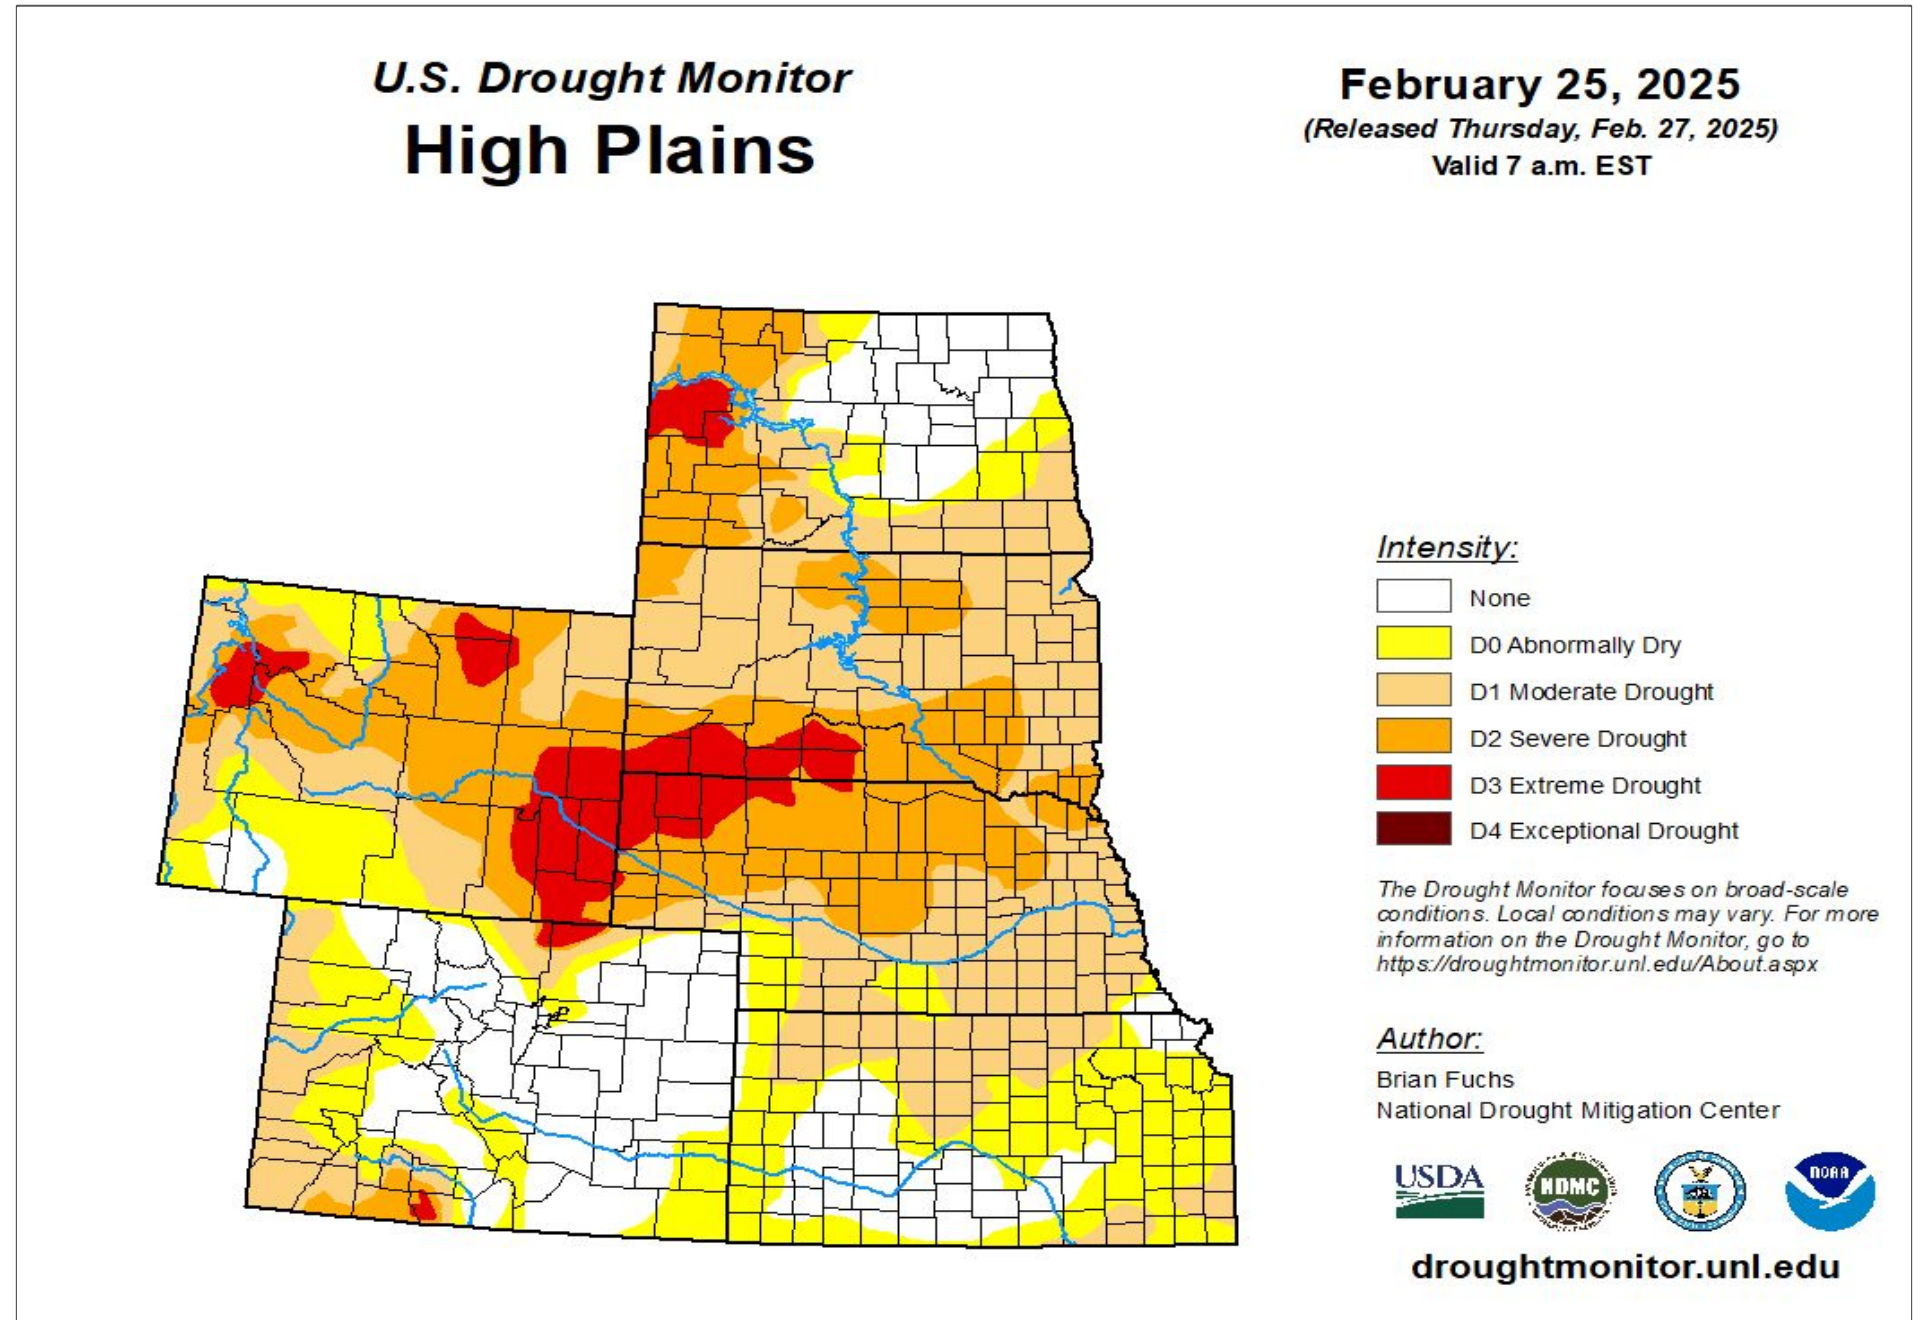 U.S. Drought Monitor
High Plains
February 25, 2025
(Released Thursday, Feb. 27, 2025)
Valid 7 a.m. EST
Intensity:
None
D0 Abnormally Dry
D1 Moderate Drought
D2 Severe Drought
D3 Extreme Drought
D4 Exceptional Drought
The Drought Monitor focuses on broad-scale
conditions. Local conditions may vary. For more
information on the Drought Monitor, go to
https://droughtmonitor.unl.edu/About.aspx
Author:
Brian Fuchs
National Drought Mitigation Center
USDA
NDMC
NOAA
droughtmonitor.unl.edu